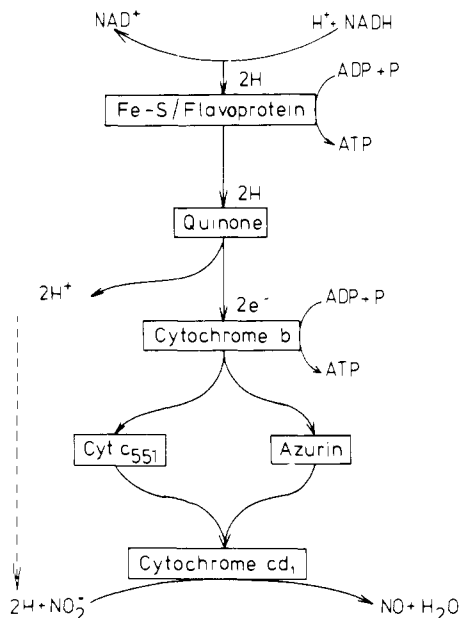 NAD⁺ H⁺+ NADH
2H
ADP + P
Fe-S/Flavoprotein
ATP
2H
Quinone
2H⁺
2e⁻
ADP + P
Cytochrome b
ATP
Cyt c₅₅₁ Azurin
Cytochrome cd₁
2H + NO₂⁻ NO + H₂O